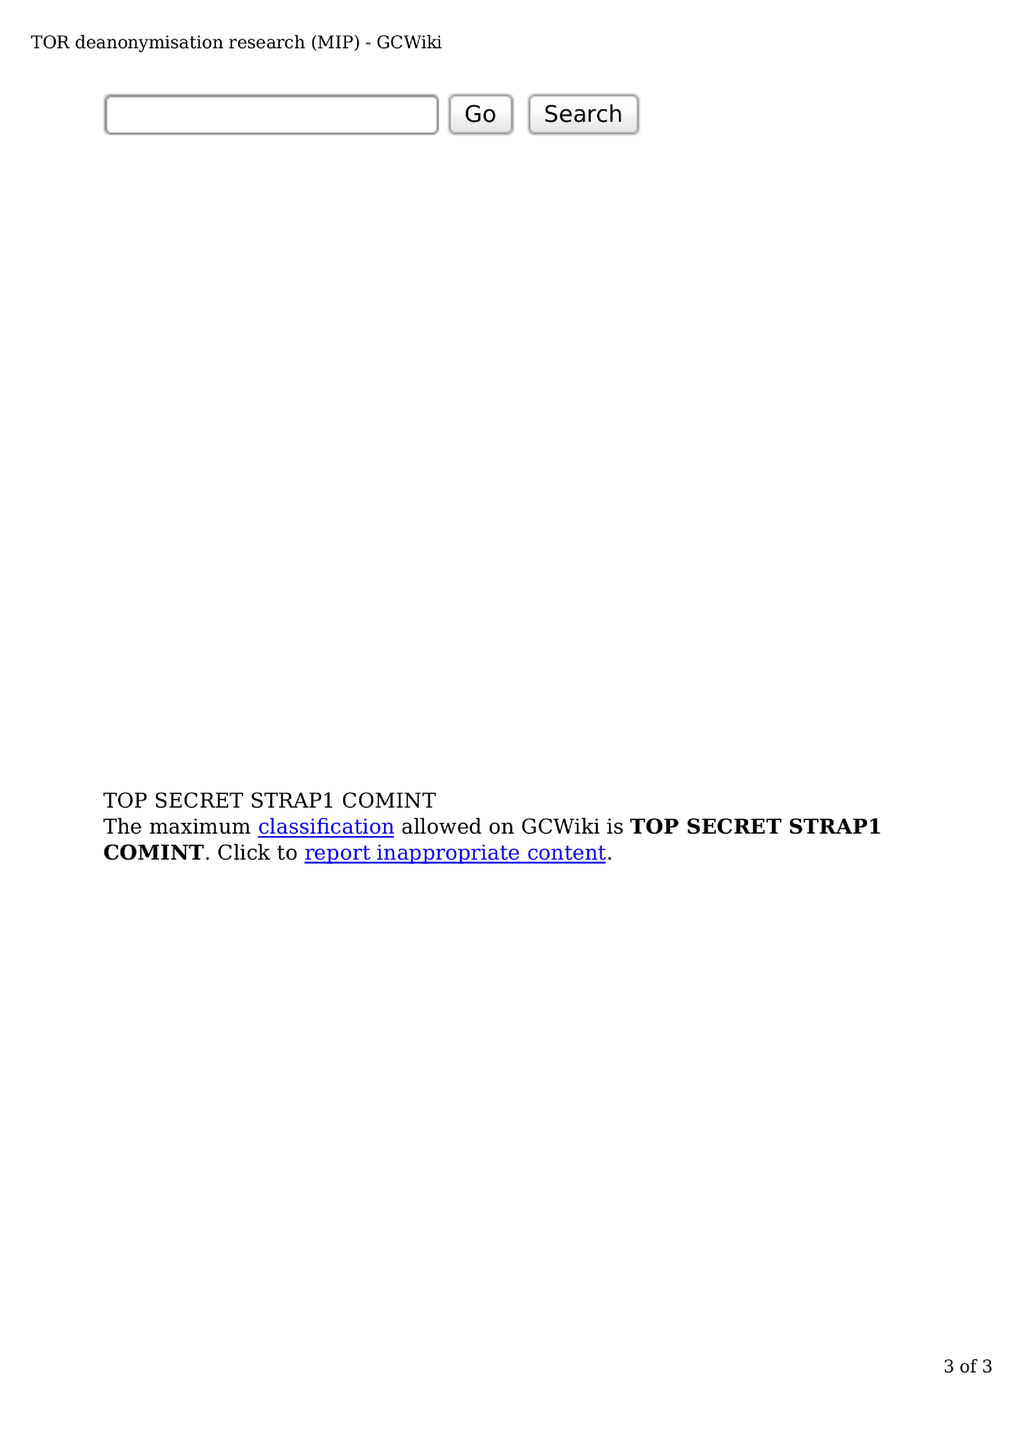 TOR deanonymisation research (MIP) - GCWiki
Go Search
TOP SECRET STRAP1 COMINT
The maximum classification allowed on GCWiki is TOP SECRET STRAP1
COMINT. Click to report inappropriate content.
3 of 3